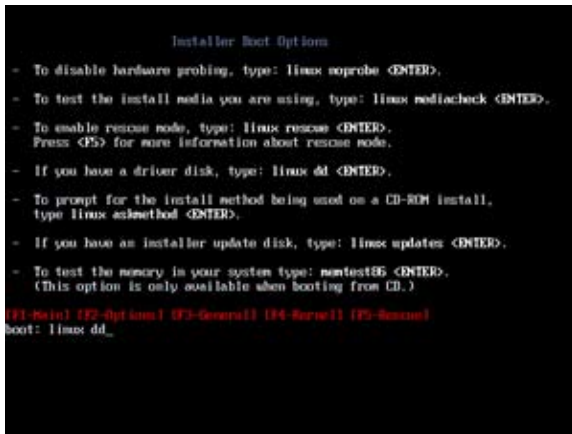 Installer Boot Options
- To disable hardware probing, type: linux noprobe <ENTER>.
- To test the install media you are using, type: linux mediacheck <ENTER>.
- To enable rescue mode, type: linux rescue <ENTER>.
Press <F5> for more information about rescue mode.
- If you have a driver disk, type: linux dd <ENTER>.
- To prompt for the install method being used on a CD-ROM install,
type linux askmethod <ENTER>.
- If you have an installer update disk, type: linux updates <ENTER>.
- To test the memory in your system type: memtest86 <ENTER>.
(This option is only available when booting from CD.)
[F1-Main] [F2-Options] [F3-General] [F4-Kernel] [F5-Rescue]
boot: linux dd_